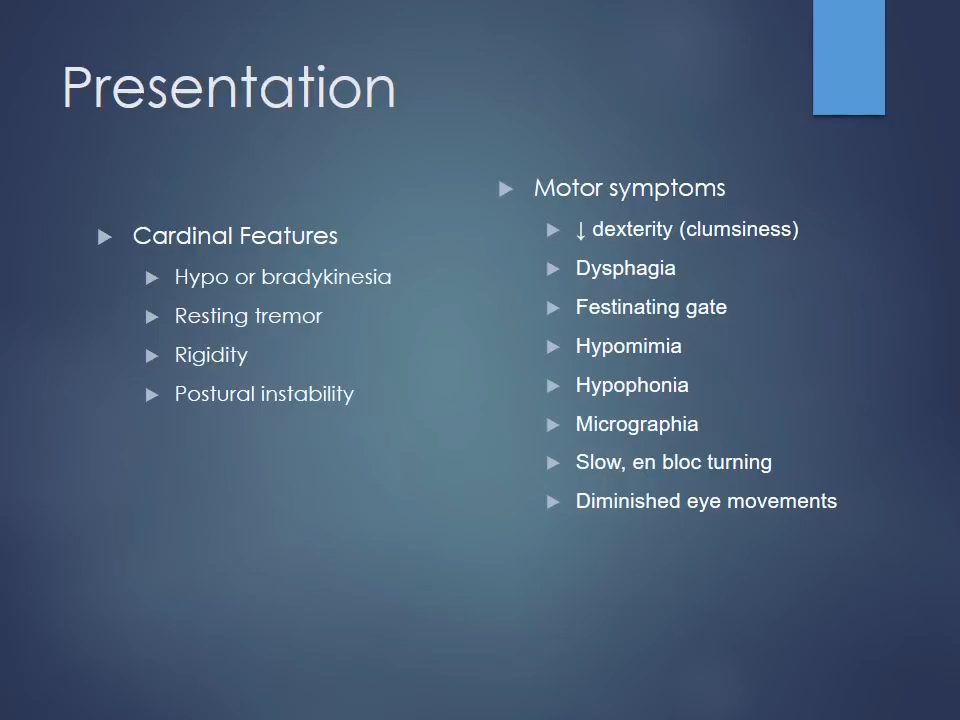 Presentation
Cardinal Features
Hypo or bradykinesia
Resting tremor
Rigidity
Postural instability
Motor symptoms
↓ dexterity (clumsiness)
Dysphagia
Festinating gate
Hypomimia
Hypophonia
Micrographia
Slow, en bloc turning
Diminished eye movements